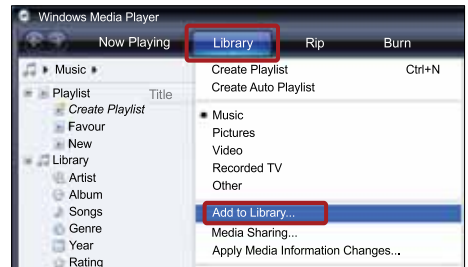 Windows Media Player
Now Playing Library Rip Burn
Music
Create Playlist Ctrl+N
Create Auto Playlist
Playlist Title
Create Playlist
Favour
New
Library
Artist
Album
Songs
Genre
Year
Rating
Music
Pictures
Video
Recorded TV
Other
Add to Library...
Media Sharing...
Apply Media Information Changes...